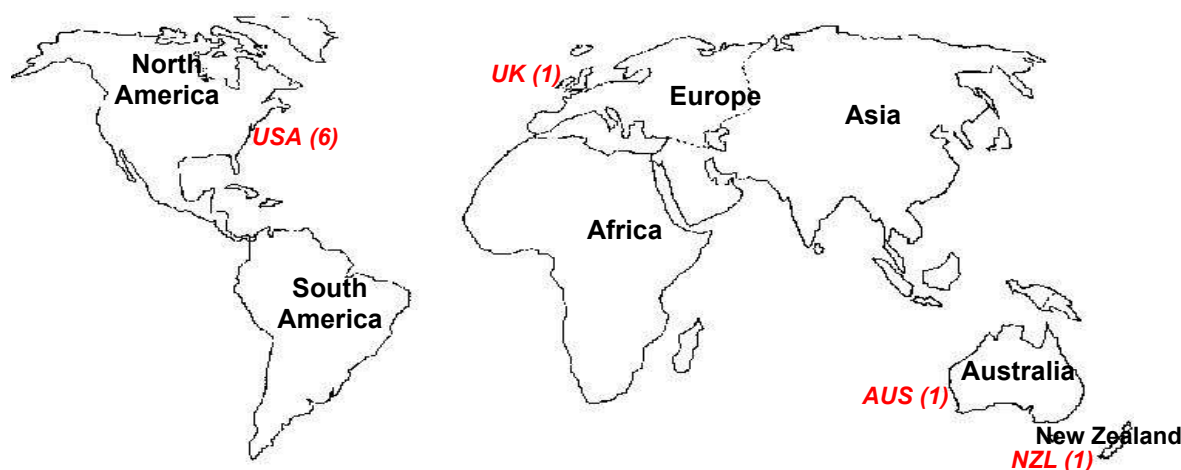 North
America
UK (1)
Europe
Asia
USA (6)
Africa
South
America
Australia
AUS (1)
New Zealand
NZL (1)